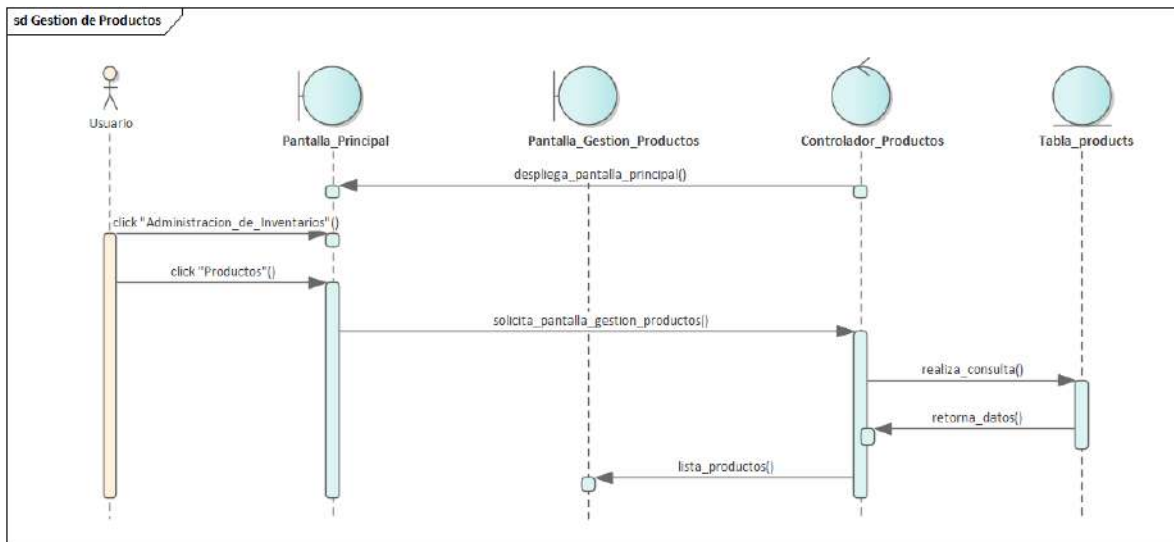 sd Gestion de Productos
Usuario
Pantalla_Principal
Pantalla_Gestion_Productos
Controlador_Productos
Tabla_products
despliega_pantalla_principal()
click "Administracion_de_Inventarios"()
click "Productos"()
solicita_pantalla_gestion_productos()
realiza_consulta()
retorna_datos()
lista_productos()